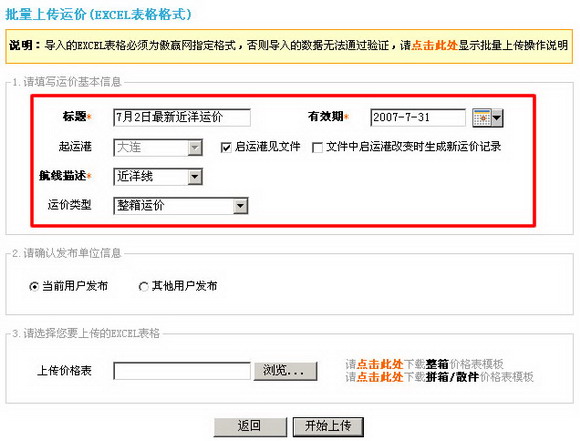 批量上传运价(EXCEL表格格式)
说明：导入的EXCEL表格必须为傲赢网指定格式，否则导入的数据无法通过验证，请点击此处显示批量上传操作说明
1.请填写运价基本信息
标题* 7月2日最新近洋运价 有效期* 2007-7-31
起运港 大连 启运港见文件 文件中启运港改变时生成新运价记录
航线描述* 近洋线
运价类型 整箱运价
2.请确认发布单位信息
当前用户发布 其他用户发布
3.请选择您要上传的EXCEL表格
上传价格表 浏览... 请点击此处下载整箱价格表模板
请点击此处下载拼箱/散件价格表模板
返回 开始上传